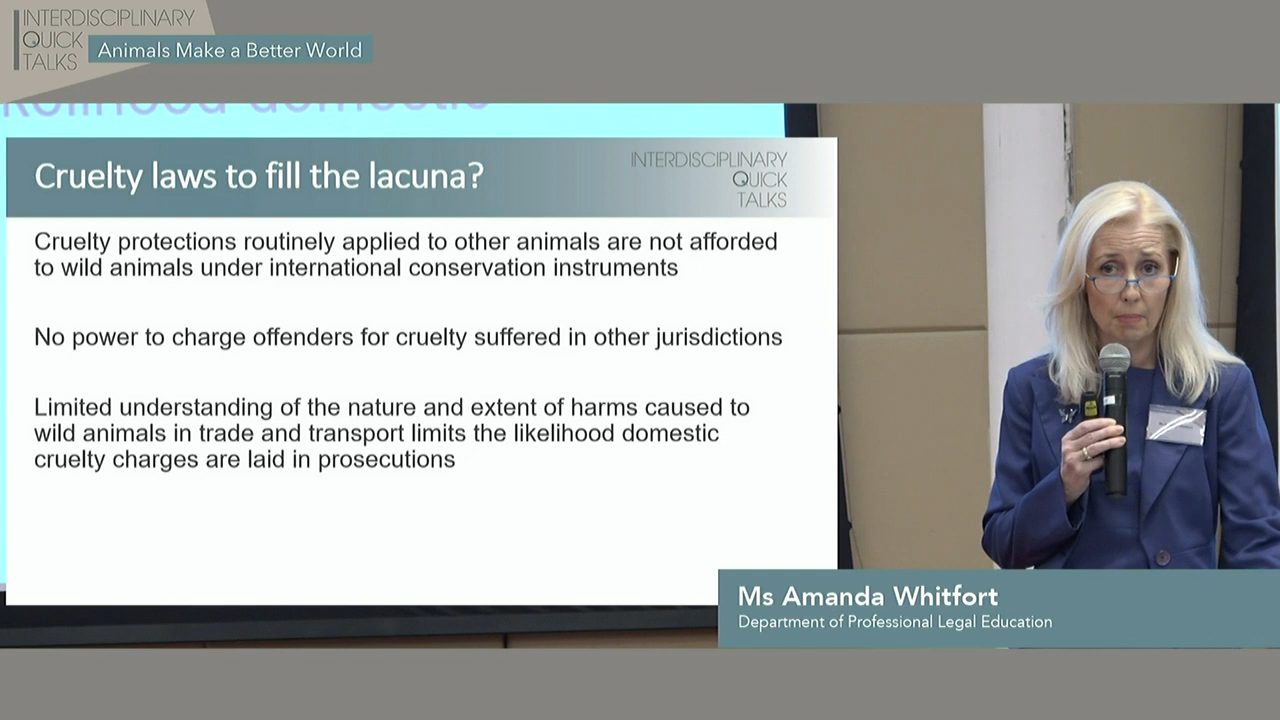 INTERDISCIPLINARY
QUICK
TALKS
Animals Make a Better World
Cruelty laws to fill the lacuna?
INTERDISCIPLINARY
QUICK
TALKS
Cruelty protections routinely applied to other animals are not afforded
to wild animals under international conservation instruments
No power to charge offenders for cruelty suffered in other jurisdictions
Limited understanding of the nature and extent of harms caused to
wild animals in trade and transport limits the likelihood domestic
cruelty charges are laid in prosecutions
Ms Amanda Whitfort
Department of Professional Legal Education